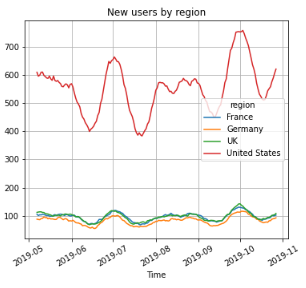 New users by region
700
600
500
400
300
200
100
region
France
Germany
UK
United States
2019-05
2019-06
2019-07
2019-08
2019-09
2019-10
2019-11
Time